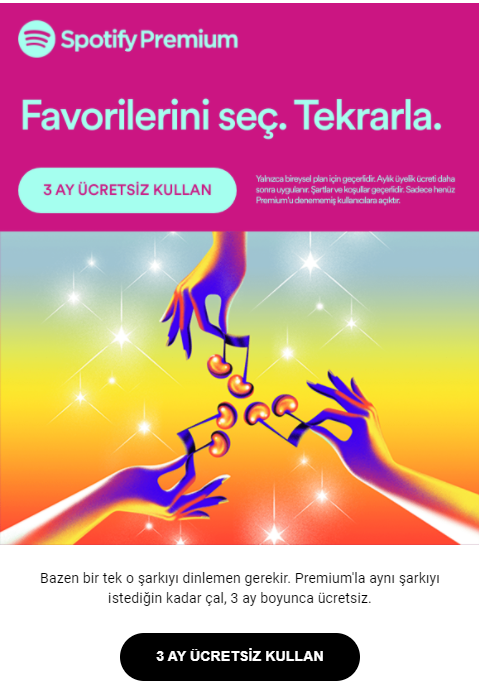 Spotify Premium
Favorilerini seç. Tekrarla.
3 AY ÜCRETSİZ KULLAN
Yalnızca bireysel plan için geçerlidir. Aylık üyelik ücreti daha
sonra uygulanır. Şartlar ve koşullar geçerlidir. Sadece henüz
Premium'u denememiş kullanıcılara açıktır.
Bazen bir tek o şarkıyı dinlemen gerekir. Premium'la aynı şarkıyı
istediğin kadar çal, 3 ay boyunca ücretsiz.
3 AY ÜCRETSİZ KULLAN